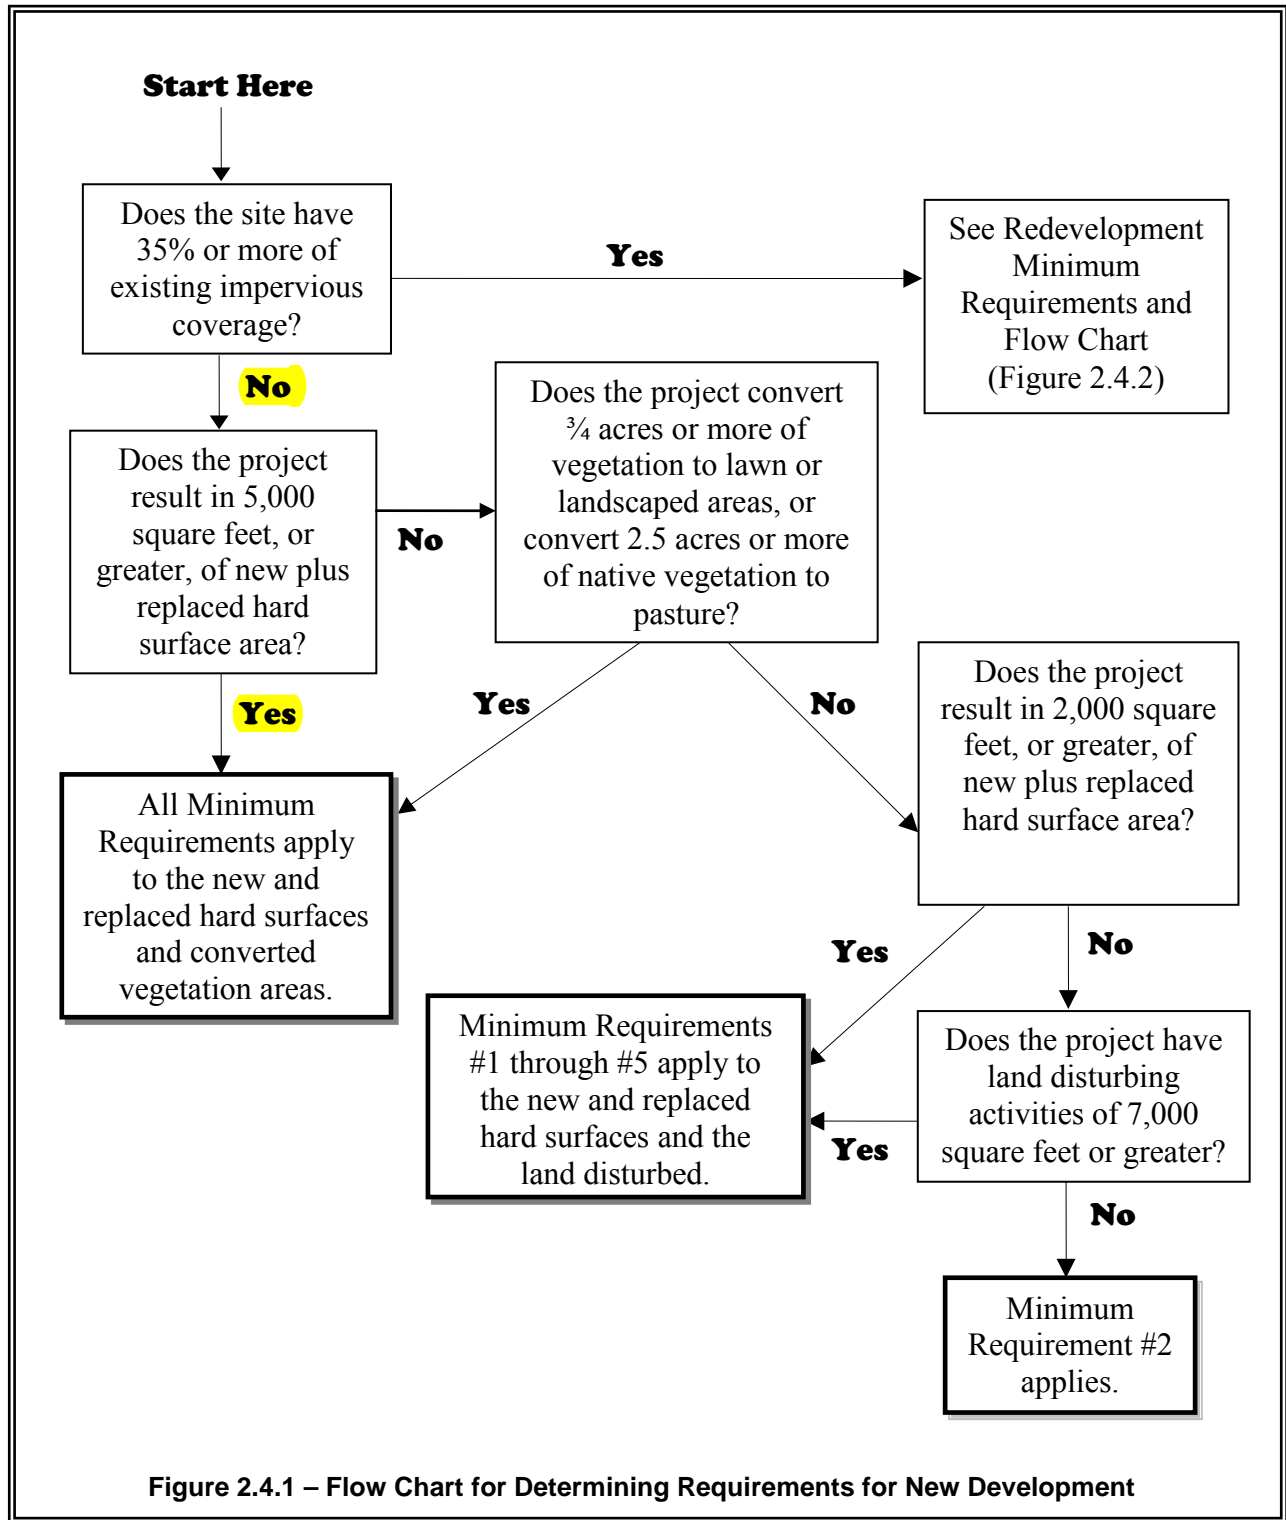 Start Here
Does the site have
35% or more of
existing impervious
coverage?
Yes
See Redevelopment
Minimum
Requirements and
Flow Chart
(Figure 2.4.2)
No
Does the project
result in 5,000
square feet, or
greater, of new plus
replaced hard
surface area?
No
Does the project convert
¾ acres or more of
vegetation to lawn or
landscaped areas, or
convert 2.5 acres or more
of native vegetation to
pasture?
Yes
Yes
No
Does the project
result in 2,000 square
feet, or greater, of
new plus replaced
hard surface area?
All Minimum
Requirements apply
to the new and
replaced hard surfaces
and converted
vegetation areas.
Yes
No
Minimum Requirements
#1 through #5 apply to
the new and replaced
hard surfaces and the
land disturbed.
Yes
Does the project have
land disturbing
activities of 7,000
square feet or greater?
No
Minimum
Requirement #2
applies.
Figure 2.4.1 – Flow Chart for Determining Requirements for New Development